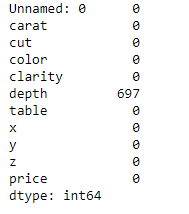 Unnamed: 0 0
carat 0
cut 0
color 0
clarity 0
depth 697
table 0
x 0
y 0
z 0
price 0
dtype: int64